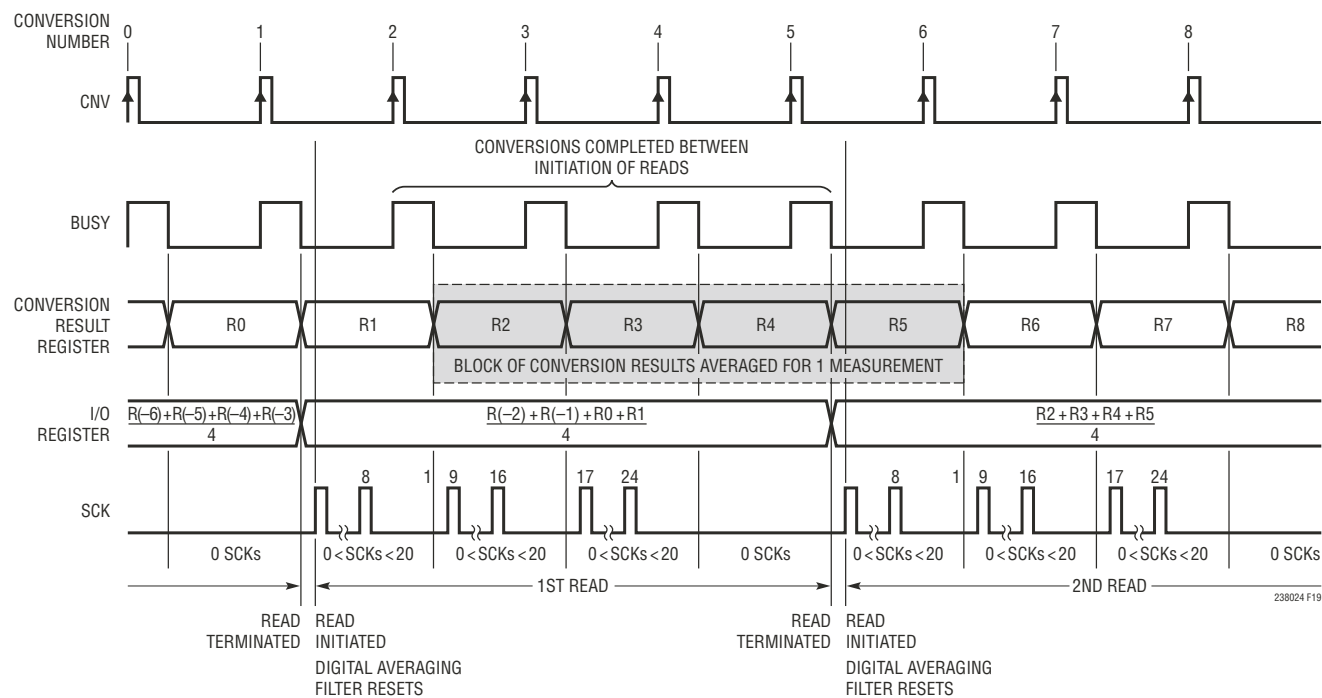 CONVERSION
NUMBER
0 1 2 3 4 5 6 7 8
CNV
CONVERSIONS COMPLETED BETWEEN
INITIATION OF READS
BUSY
CONVERSION
RESULT
REGISTER
R0 R1 R2 R3 R4 R5 R6 R7 R8
BLOCK OF CONVERSION RESULTS AVERAGED FOR 1 MEASUREMENT
I/O
REGISTER
R(–6)+R(–5)+R(–4)+R(–3)
4
R(–2) + R(–1) + R0 + R1
4
R2 + R3 + R4 + R5
4
SCK
8 1 9 16 17 24 8 1 9 16 17 24
0 SCKs 0 < SCKs < 20 0 < SCKs < 20 0 < SCKs < 20 0 SCKs 0 < SCKs < 20 0 < SCKs < 20 0 < SCKs < 20 0 SCKs
1ST READ 2ND READ
238024 F19
READ
TERMINATED
READ
INITIATED
DIGITAL AVERAGING
FILTER RESETS
READ
TERMINATED
READ
INITIATED
DIGITAL AVERAGING
FILTER RESETS